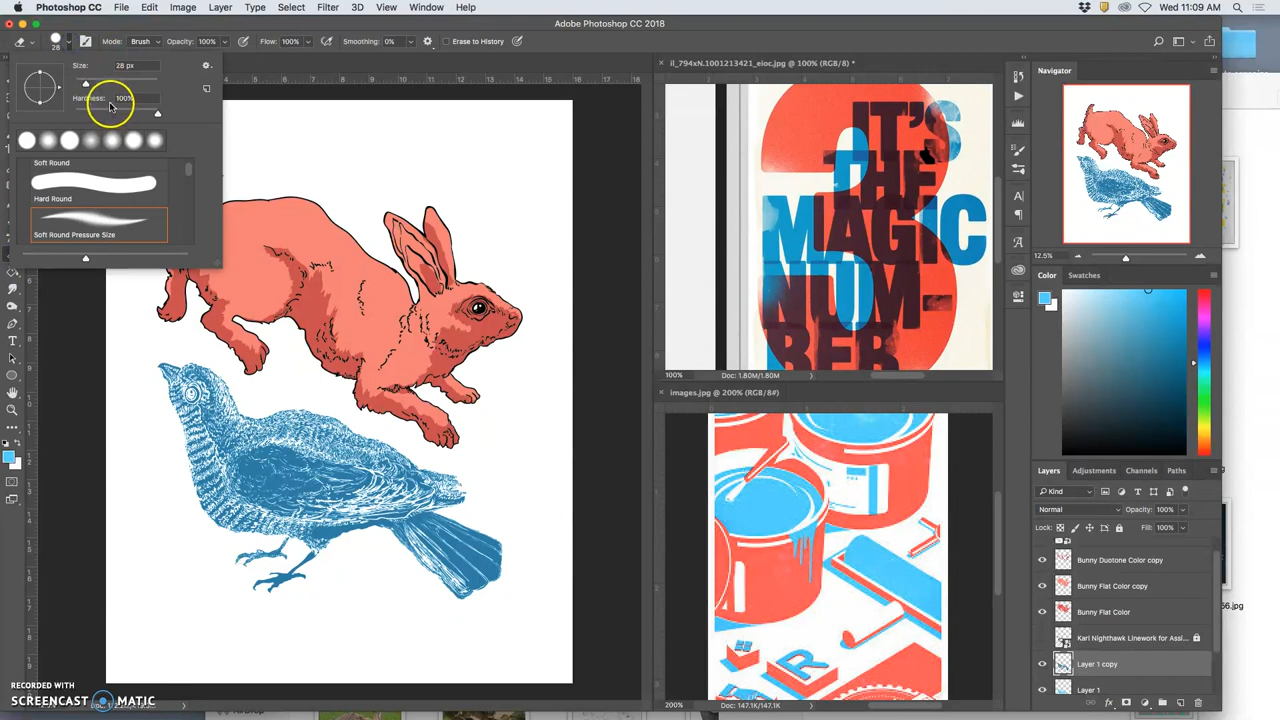 Photoshop CC File Edit Image Layer Type Select Filter 3D View Window Help Wed 11:09 AM
Adobe Photoshop CC 2018
28 Mode: Brush Opacity: 100% Flow: 100% Smoothing: 0% Erase to History
Size: 28 px
Hardness: 100%
Soft Round
Hard Round
Soft Round Pressure Size
il_794xN.1001213421_eioc.jpg @ 100% (RGB/8) *
IT'S
THE
MAGIC
NUM-
BER
3
100% Doc: 1.80M/1.80M
images.jpg @ 200% (RGB/8#)
R
200% Doc: 147.1K/147.1K
Navigator
12.5%
Color Swatches
Layers Adjustments Channels Paths
Kind
Normal Opacity: 100%
Lock: Fill: 100%
Bunny Duotone Color copy
Bunny Flat Color copy
Bunny Flat Color
Karl Nighthawk Linework for Assi...
Layer 1 copy
Layer 1
RECORDED WITH
SCREENCAST MATIC